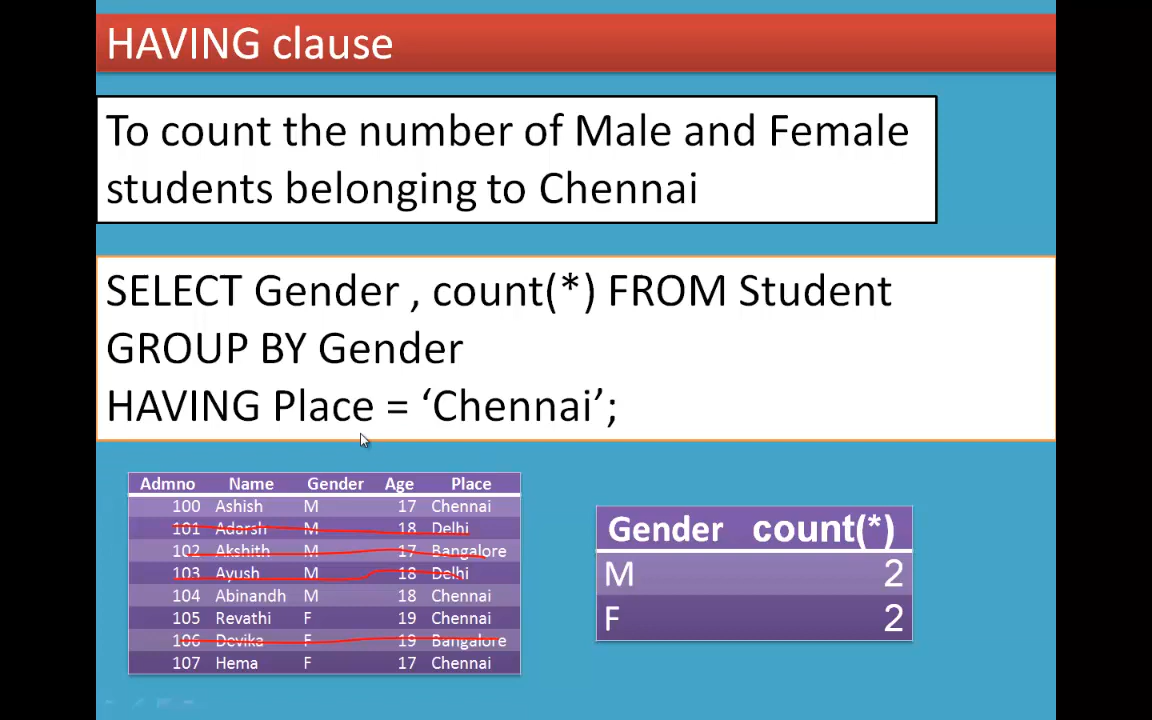 HAVING clause
To count the number of Male and Female
students belonging to Chennai
SELECT Gender , count(*) FROM Student
GROUP BY Gender
HAVING Place = ‘Chennai’;
Admno Name Gender Age Place
100 Ashish M 17 Chennai
101 Adarsh M 18 Delhi
102 Akshith M 17 Bangalore
103 Ayush M 18 Delhi
104 Abinandh M 18 Chennai
105 Revathi F 19 Chennai
106 Devika F 19 Bangalore
107 Hema F 17 Chennai
Gender count(*)
M 2
F 2